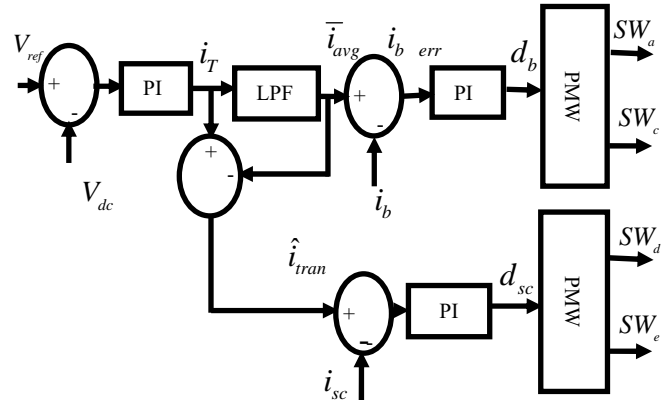 V_ref
+
-
V_dc
PI
i_T
LPF
+
-
i̅_avg
i_b err
+
-
i_b
PI
d_b
PMW
SW_a
SW_c
î_tran
+
--
i_sc
PI
d_sc
PMW
SW_d
SW_e